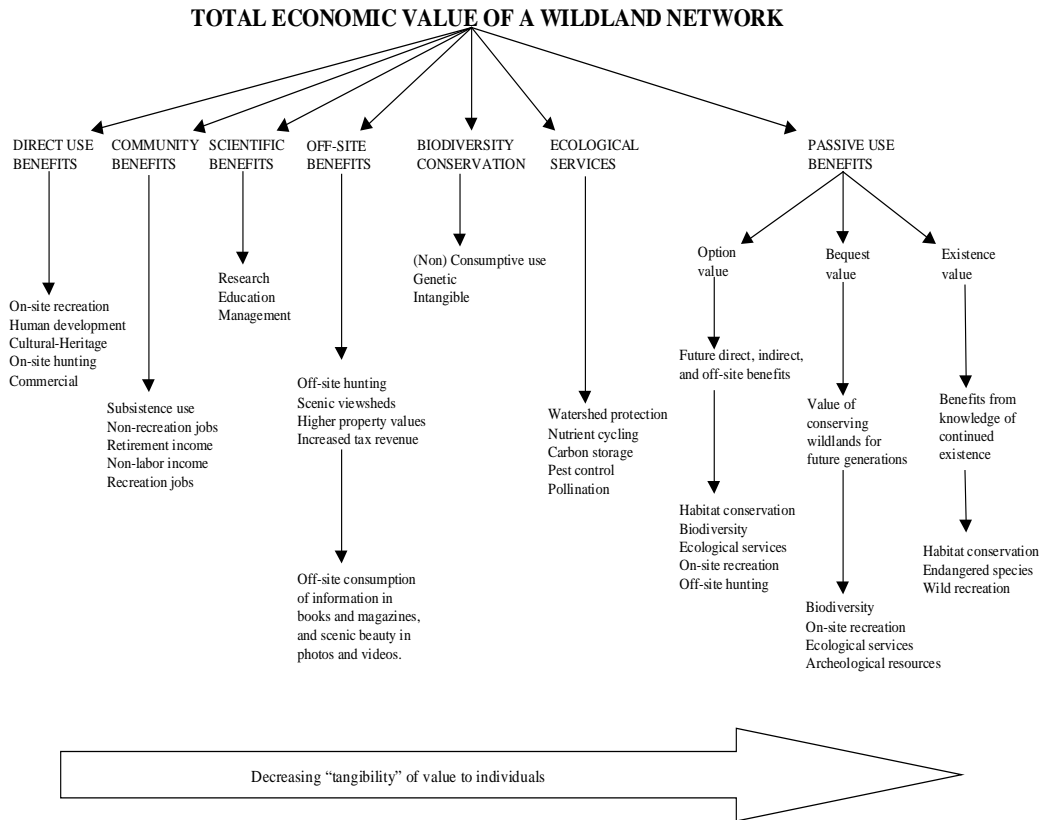 TOTAL ECONOMIC VALUE OF A WILDLAND NETWORK
DIRECT USE
BENEFITS
COMMUNITY
BENEFITS
SCIENTIFIC
BENEFITS
OFF-SITE
BENEFITS
BIODIVERSITY
CONSERVATION
ECOLOGICAL
SERVICES
PASSIVE USE
BENEFITS
On-site recreation
Human development
Cultural-Heritage
On-site hunting
Commercial
Subsistence use
Non-recreation jobs
Retirement income
Non-labor income
Recreation jobs
Research
Education
Management
Off-site hunting
Scenic viewsheds
Higher property values
Increased tax revenue
Off-site consumption
of information in
books and magazines,
and scenic beauty in
photos and videos.
(Non) Consumptive use
Genetic
Intangible
Watershed protection
Nutrient cycling
Carbon storage
Pest control
Pollination
Option
value
Future direct, indirect,
and off-site benefits
Habitat conservation
Biodiversity
Ecological services
On-site recreation
Off-site hunting
Bequest
value
Value of
conserving
wildlands for
future generations
Biodiversity
On-site recreation
Ecological services
Archeological resources
Existence
value
Benefits from
knowledge of
continued
existence
Habitat conservation
Endangered species
Wild recreation
Decreasing “tangibility” of value to individuals